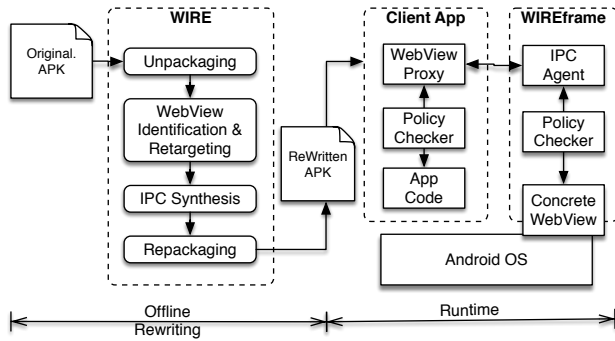 WIRE
Client App
WIREframe
Original.
APK
Unpackaging
WebView
Identification &
Retargeting
IPC Synthesis
Repackaging
ReWritten
APK
WebView
Proxy
Policy
Checker
App
Code
IPC
Agent
Policy
Checker
Concrete
WebView
Android OS
Offline
Rewriting
Runtime